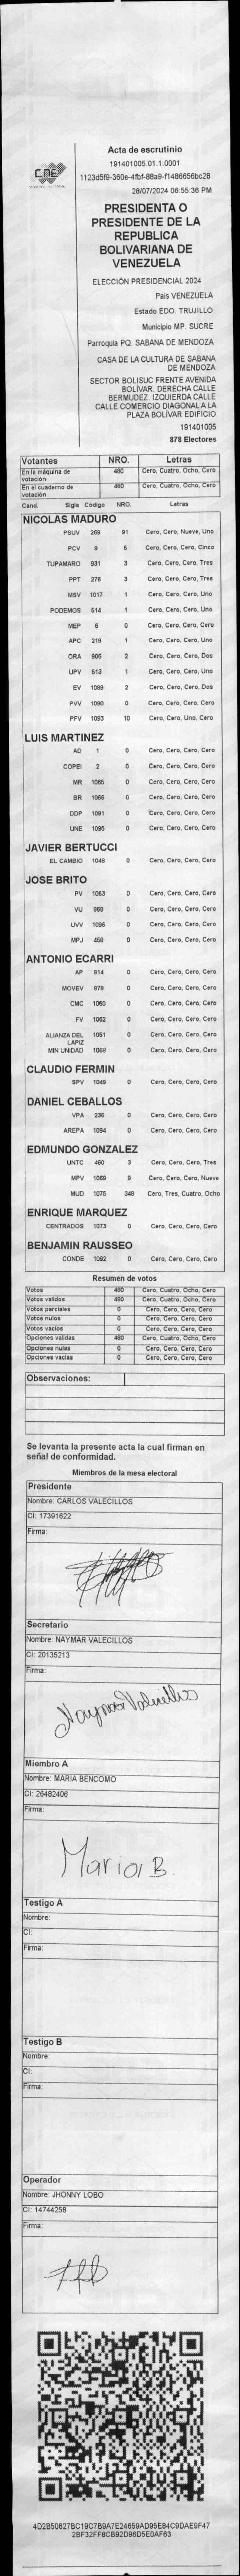 CNE
Acta de escrutinio
191401005.01.1.0001
1123d5f9-360e-4fbf-88a9-f1486656bc28
28/07/2024 06:55:36 PM
PRESIDENTA O
PRESIDENTE DE LA
REPUBLICA
BOLIVARIANA DE
VENEZUELA
ELECCIÓN PRESIDENCIAL 2024
País VENEZUELA
Estado EDO. TRUJILLO
Municipio MP. SUCRE
Parroquia PQ. SABANA DE MENDOZA
CASA DE LA CULTURA DE SABANA
DE MENDOZA
SECTOR BOLISUC FRENTE AVENIDA
BOLÍVAR. DERECHA CALLE
BERMUDEZ. IZQUIERDA CALLE
CALLE COMERCIO DIAGONAL A LA
PLAZA BOLÍVAR EDIFICIO
191401005
878 Electores
Votantes NRO. Letras
En la máquina de votación 480 Cero, Cuatro, Ocho, Cero
En el cuaderno de votación 480 Cero, Cuatro, Ocho, Cero
Cand. Sigla Código NRO. Letras
NICOLAS MADURO
PSUV 269 91 Cero, Cero, Nueve, Uno
PCV 9 5 Cero, Cero, Cero, Cinco
TUPAMARO 931 3 Cero, Cero, Cero, Tres
PPT 276 3 Cero, Cero, Cero, Tres
MSV 1017 1 Cero, Cero, Cero, Uno
PODEMOS 514 1 Cero, Cero, Cero, Uno
MEP 6 0 Cero, Cero, Cero, Cero
APC 219 1 Cero, Cero, Cero, Uno
ORA 906 2 Cero, Cero, Cero, Dos
UPV 513 1 Cero, Cero, Cero, Uno
EV 1089 2 Cero, Cero, Cero, Dos
PVV 1090 0 Cero, Cero, Cero, Cero
PFV 1093 10 Cero, Cero, Uno, Cero
LUIS MARTINEZ
AD 1 0 Cero, Cero, Cero, Cero
COPEI 2 0 Cero, Cero, Cero, Cero
MR 1065 0 Cero, Cero, Cero, Cero
BR 1066 0 Cero, Cero, Cero, Cero
DDP 1091 0 Cero, Cero, Cero, Cero
UNE 1095 0 Cero, Cero, Cero, Cero
JAVIER BERTUCCI
EL CAMBIO 1048 0 Cero, Cero, Cero, Cero
JOSE BRITO
PV 1053 0 Cero, Cero, Cero, Cero
VU 969 0 Cero, Cero, Cero, Cero
UVV 1096 0 Cero, Cero, Cero, Cero
MPJ 459 0 Cero, Cero, Cero, Cero
ANTONIO ECARRI
AP 814 0 Cero, Cero, Cero, Cero
MOVEV 979 0 Cero, Cero, Cero, Cero
CMC 1050 0 Cero, Cero, Cero, Cero
FV 1062 0 Cero, Cero, Cero, Cero
ALIANZA DEL LAPIZ 1051 0 Cero, Cero, Cero, Cero
MIN UNIDAD 1068 0 Cero, Cero, Cero, Cero
CLAUDIO FERMIN
SPV 1049 0 Cero, Cero, Cero, Cero
DANIEL CEBALLOS
VPA 236 0 Cero, Cero, Cero, Cero
AREPA 1094 0 Cero, Cero, Cero, Cero
EDMUNDO GONZALEZ
UNTC 460 3 Cero, Cero, Cero, Tres
MPV 1069 9 Cero, Cero, Cero, Nueve
MUD 1075 348 Cero, Tres, Cuatro, Ocho
ENRIQUE MARQUEZ
CENTRADOS 1073 0 Cero, Cero, Cero, Cero
BENJAMIN RAUSSEO
CONDE 1092 0 Cero, Cero, Cero, Cero
Resumen de votos
Votos 480 Cero, Cuatro, Ocho, Cero
Votos validos 480 Cero, Cuatro, Ocho, Cero
Votos parciales 0 Cero, Cero, Cero, Cero
Votos nulos 0 Cero, Cero, Cero, Cero
Votos vacios 0 Cero, Cero, Cero, Cero
Opciones validas 480 Cero, Cuatro, Ocho, Cero
Opciones nulas 0 Cero, Cero, Cero, Cero
Opciones vacias 0 Cero, Cero, Cero, Cero
Observaciones:
Se levanta la presente acta la cual firman en
señal de conformidad.
Miembros de la mesa electoral
Presidente
Nombre: CARLOS VALECILLOS
CI: 17391622
Firma:
Secretario
Nombre: NAYMAR VALECILLOS
CI: 20135213
Firma:
Naymar Valecillos
Miembro A
Nombre: MARIA BENCOMO
CI: 26482406
Firma:
Maria B.
Testigo A
Nombre:
CI:
Firma:
Testigo B
Nombre:
CI:
Firma:
Operador
Nombre: JHONNY LOBO
CI: 14744258
Firma:
4D2B50627BC19C7B9A7E24659AD95EB4C9DAE9F47
2BF32FF8CB92D96D5E0AF63